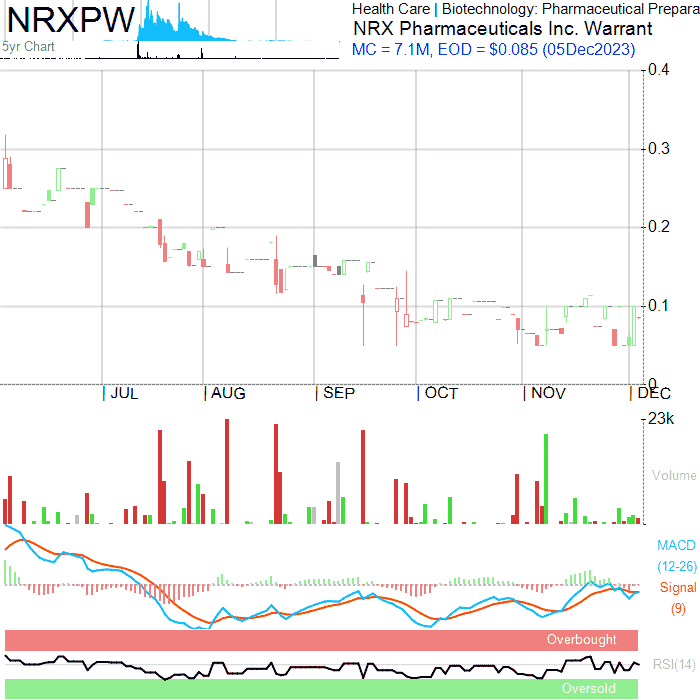 NRXPW
5yr Chart
Health Care | Biotechnology: Pharmaceutical Prepara
NRX Pharmaceuticals Inc. Warrant
MC = 7.1M, EOD = $0.085 (05Dec2023)
0.4
0.3
0.2
0.1
0
| JUL | AUG | SEP | OCT | NOV | DEC
23k
Volume
MACD
(12-26)
Signal
(9)
Overbought
RSI(14)
Oversold